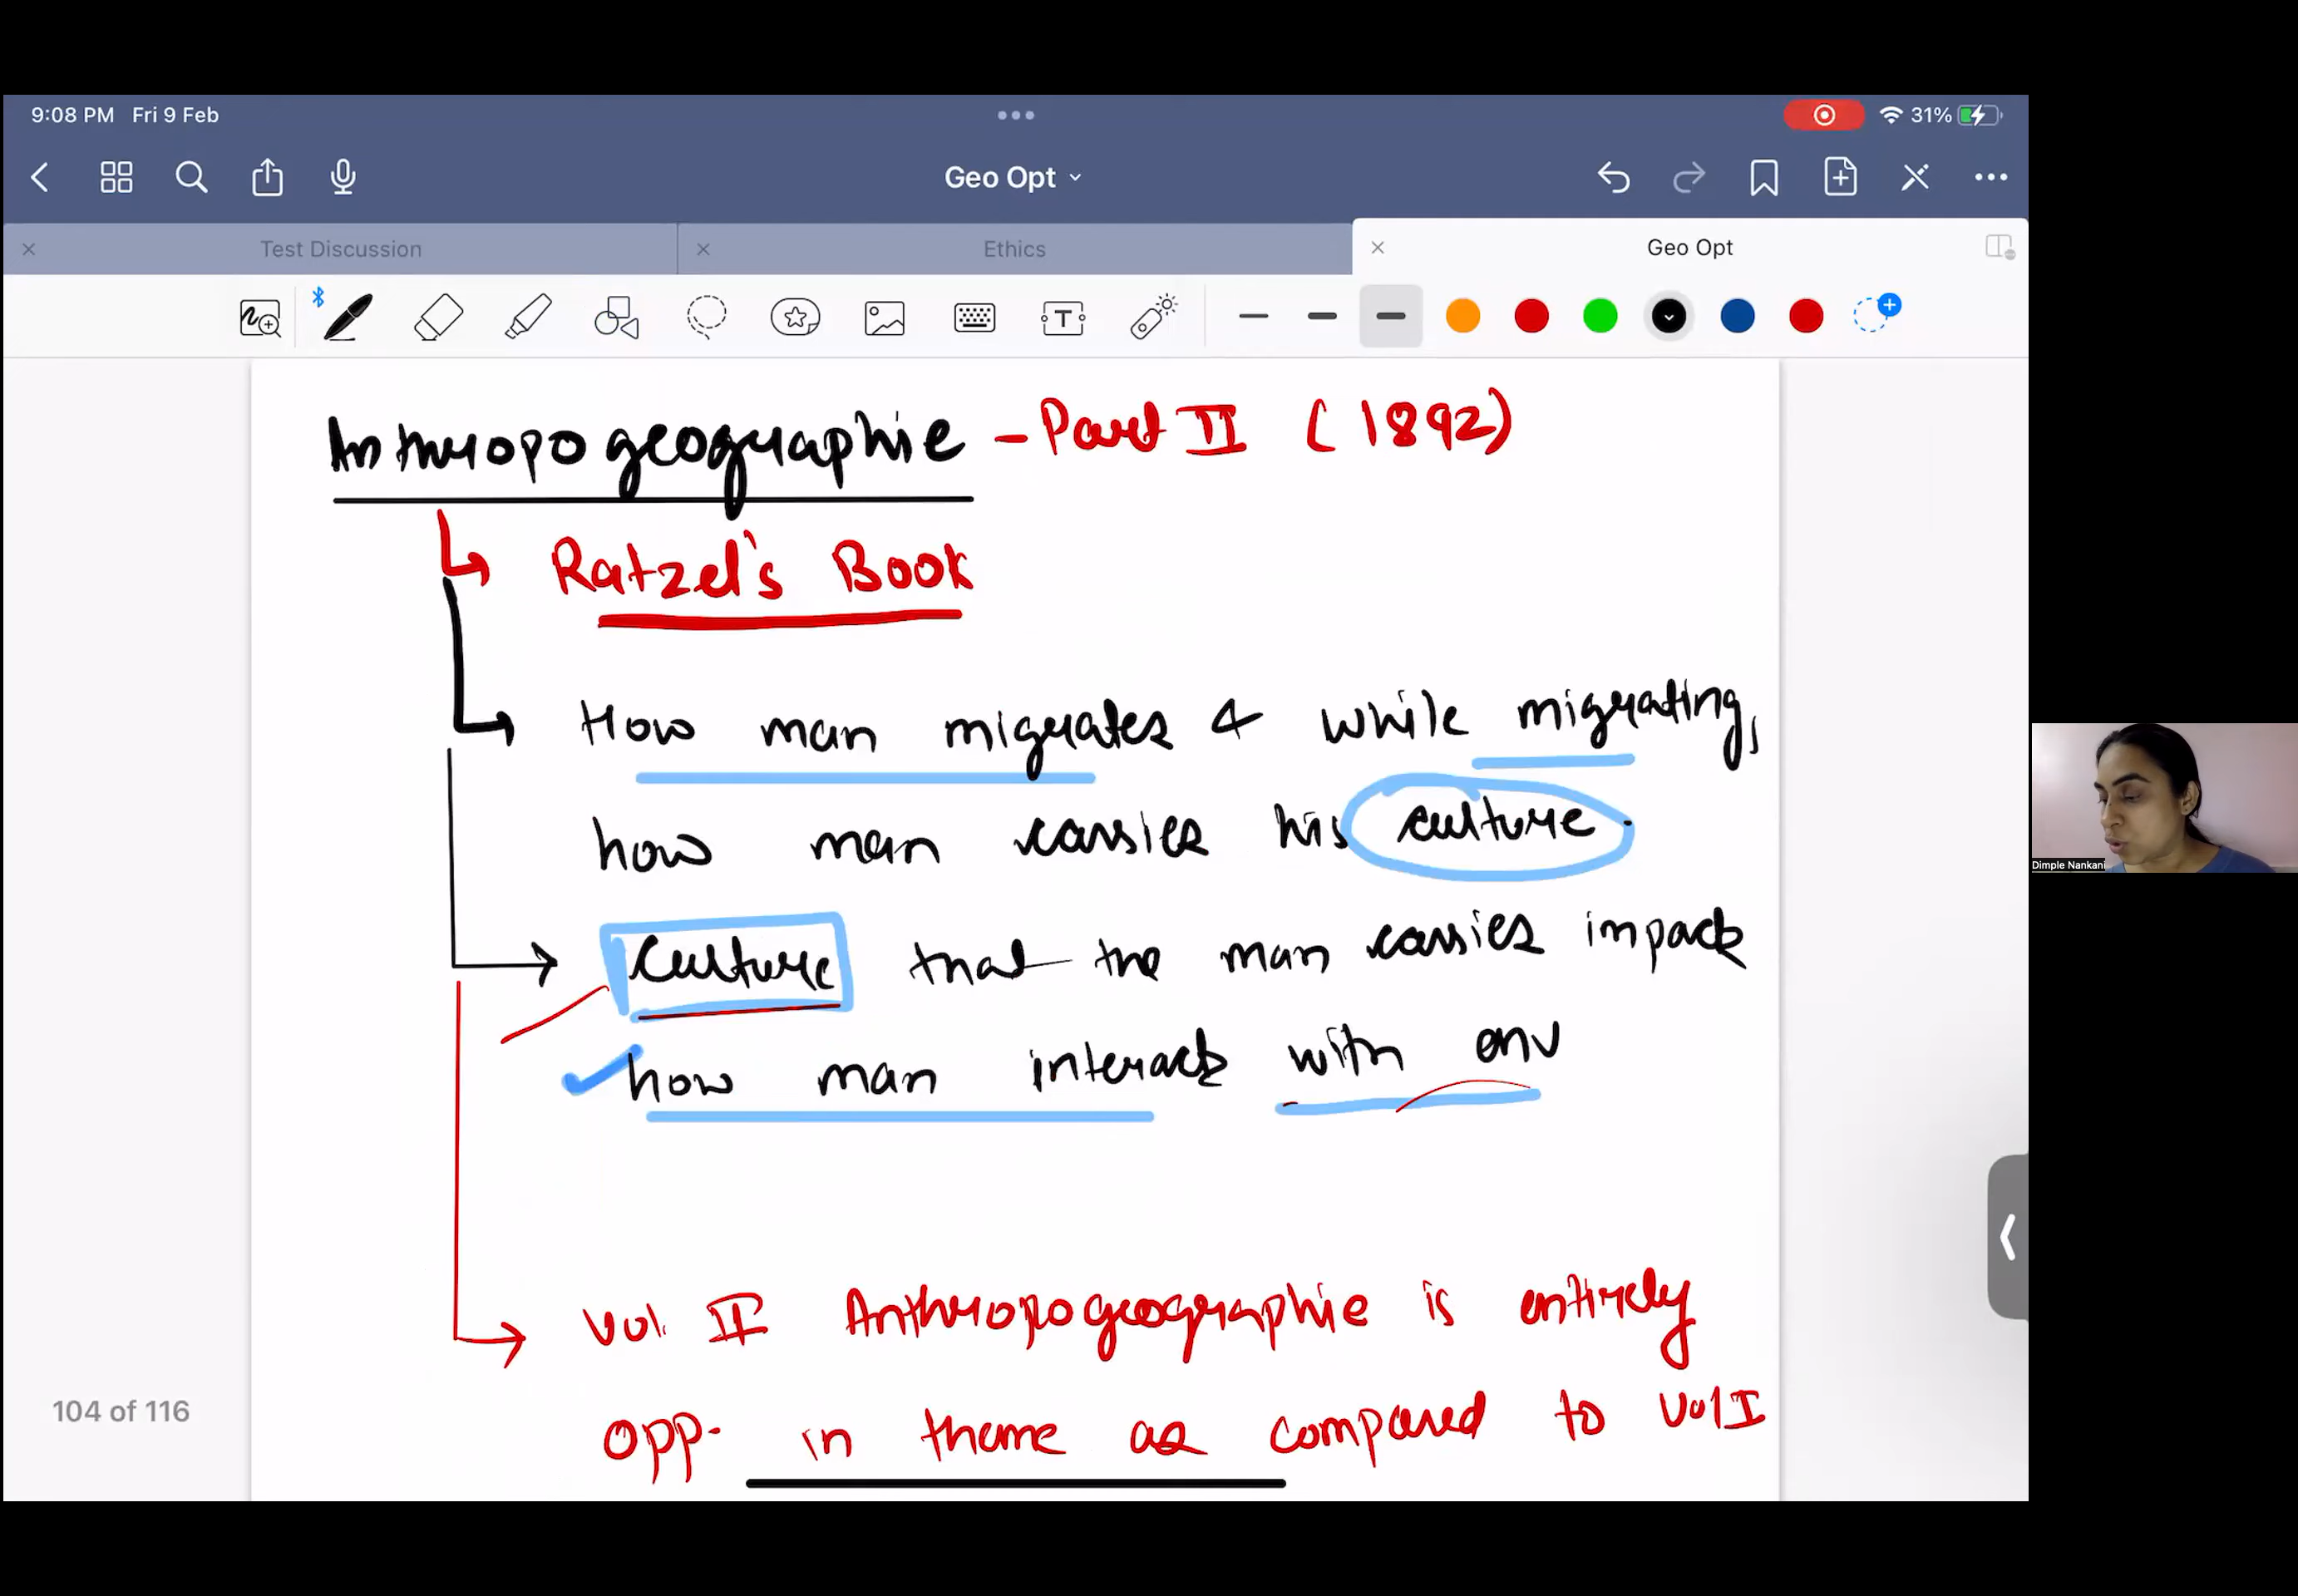 9:08 PM Fri 9 Feb
31%
Geo Opt
Test Discussion
Ethics
Geo Opt
T
Anthropogeographie - Part II (1892)
Ratzel's Book
How man migrates & while migrating,
how man carries his culture.
Culture that the man carries impacts
how man interacts with env
Vol. II Anthropogeographie is entirely
opp. in theme as compared to Vol I
104 of 116
Dimple Nankani